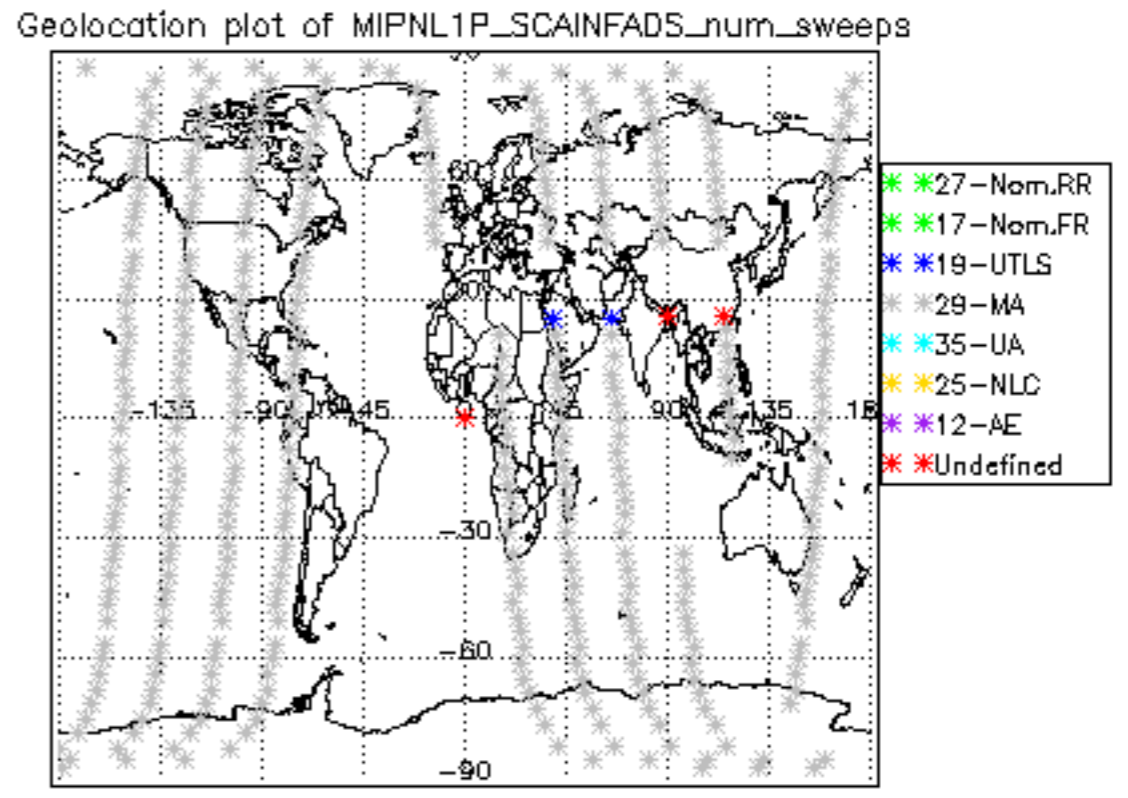 Geolocation plot of MIPNL1P_SCAINFADS_num_sweeps
60
27-Nom.RR
17-Nom.FR
19-UTLS
29-MA
35-UA
-135
-90
-45
90
135
25-NLC
12-AE
Undefined
-30
-60
-90